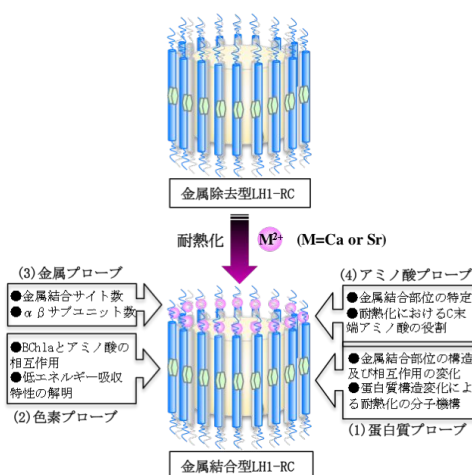 金属除去型LH1-RC
耐熱化
M²⁺ (M=Ca or Sr)
(3)金属プローブ
●金属結合サイト数
●αβサブユニット数
(4)アミノ酸プローブ
●金属結合部位の特定
●耐熱化におけるC末
端アミノ酸の役割
●BChlaとアミノ酸の
相互作用
●低エネルギー吸収
特性の解明
(2)色素プローブ
●金属結合部位の構造
及び相互作用の変化
●蛋白質構造変化によ
る耐熱化の分子機構
(1)蛋白質プローブ
金属結合型LH1-RC